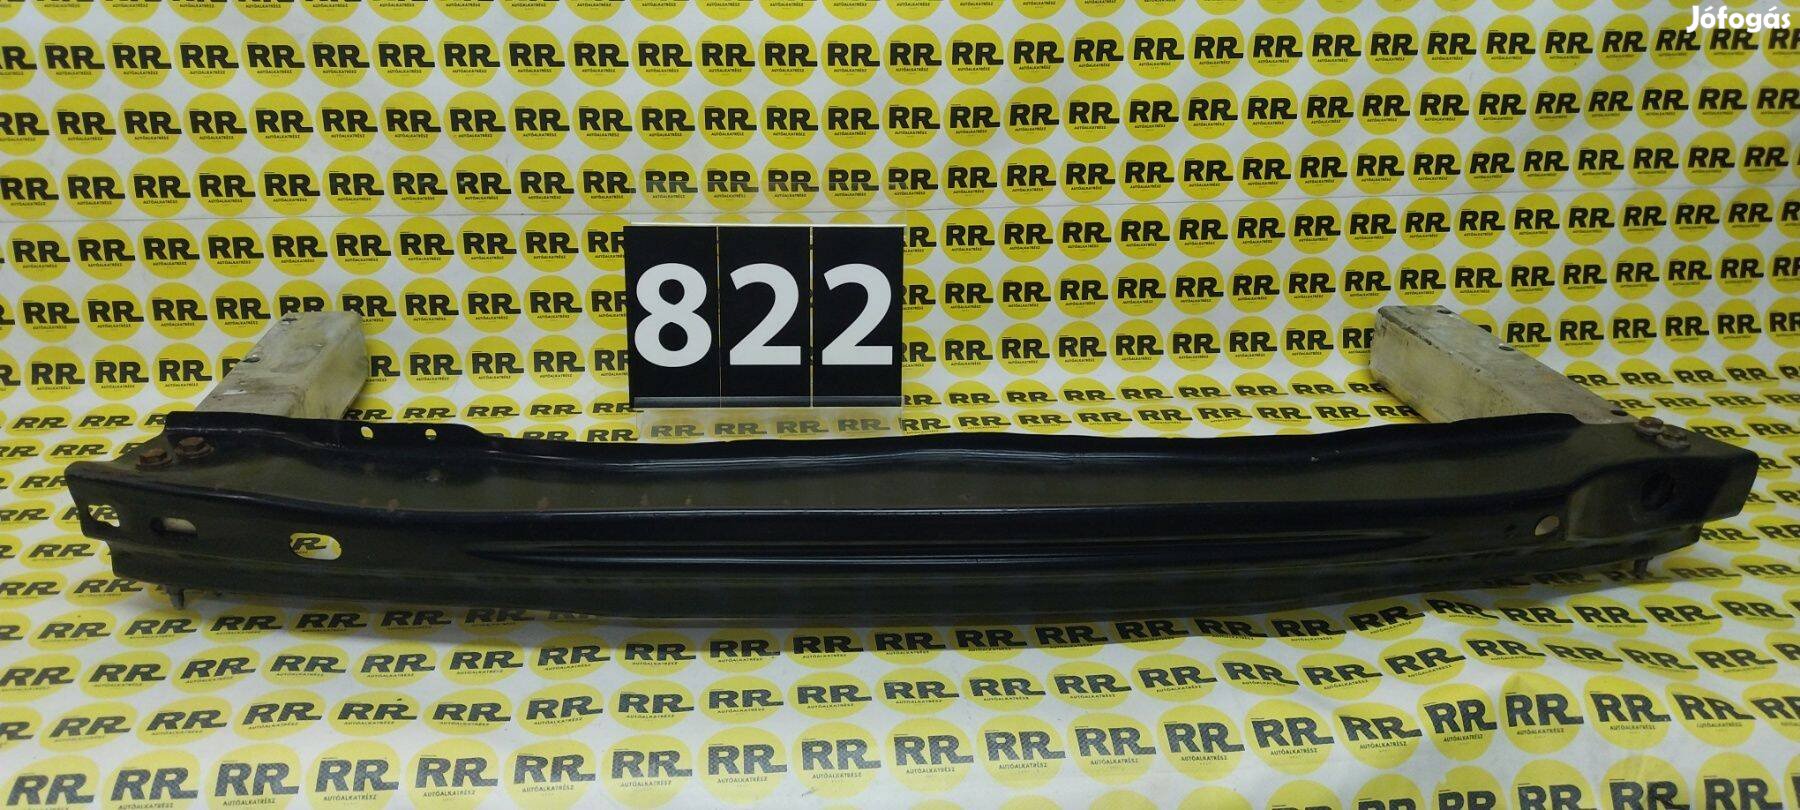 Jófogás
RR
AUTÓALKATRÉSZ
822